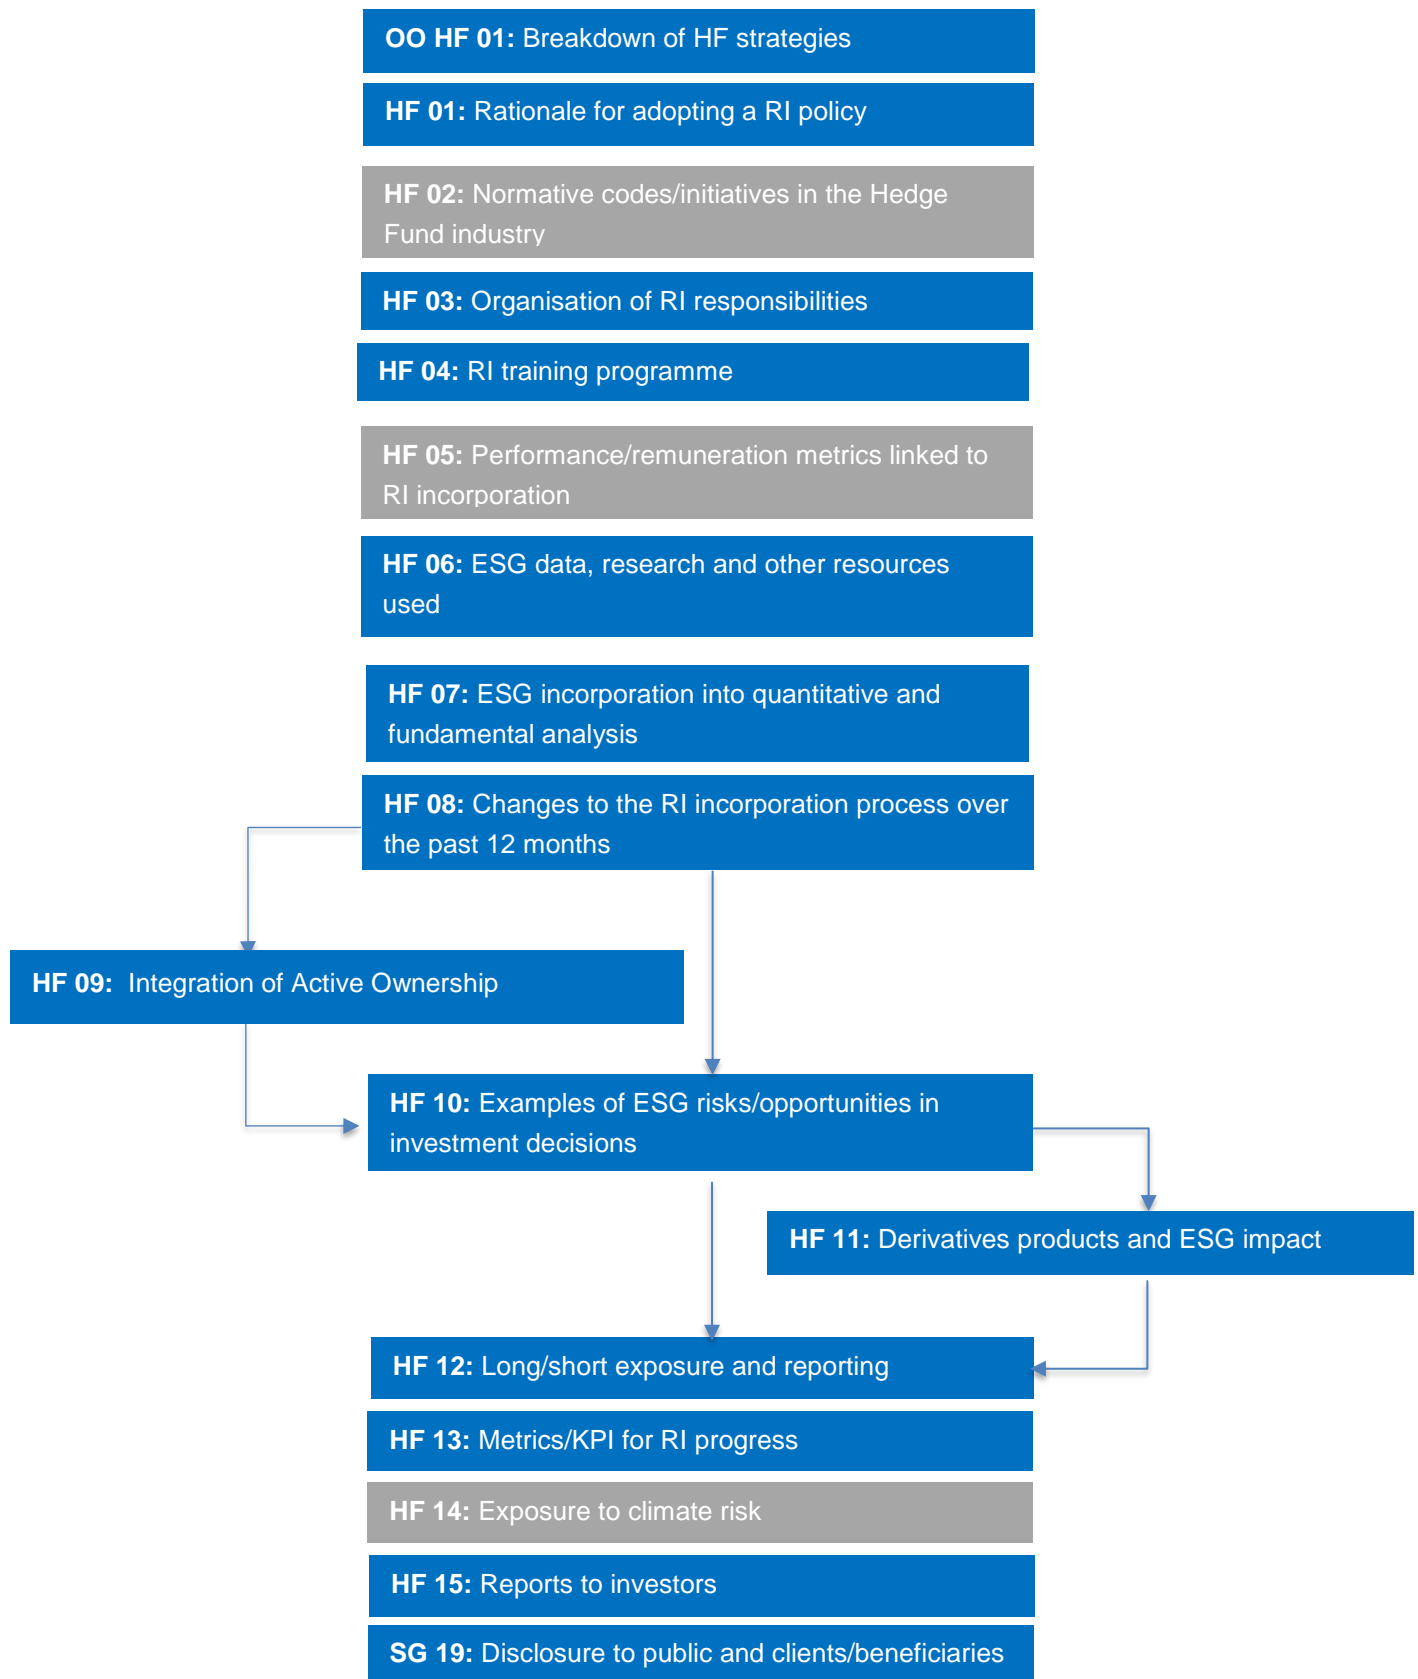 OO HF 01: Breakdown of HF strategies
HF 01: Rationale for adopting a RI policy
HF 02: Normative codes/initiatives in the Hedge
Fund industry
HF 03: Organisation of RI responsibilities
HF 04: RI training programme
HF 05: Performance/remuneration metrics linked to
RI incorporation
HF 06: ESG data, research and other resources
used
HF 07: ESG incorporation into quantitative and
fundamental analysis
HF 08: Changes to the RI incorporation process over
the past 12 months
HF 09: Integration of Active Ownership
HF 10: Examples of ESG risks/opportunities in
investment decisions
HF 11: Derivatives products and ESG impact
HF 12: Long/short exposure and reporting
HF 13: Metrics/KPI for RI progress
HF 14: Exposure to climate risk
HF 15: Reports to investors
SG 19: Disclosure to public and clients/beneficiaries